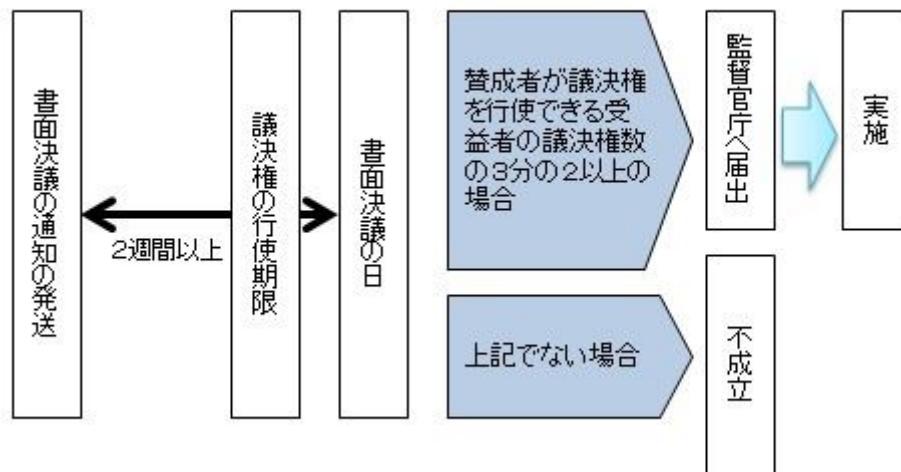 書面決議の通知の発送
2週間以上
議決権の行使期限
書面決議の日
賛成者が議決権
を行使できる受
益者の議決権数
の3分の2以上の
場合
監督官庁へ届出
実施
上記でない場合
不成立